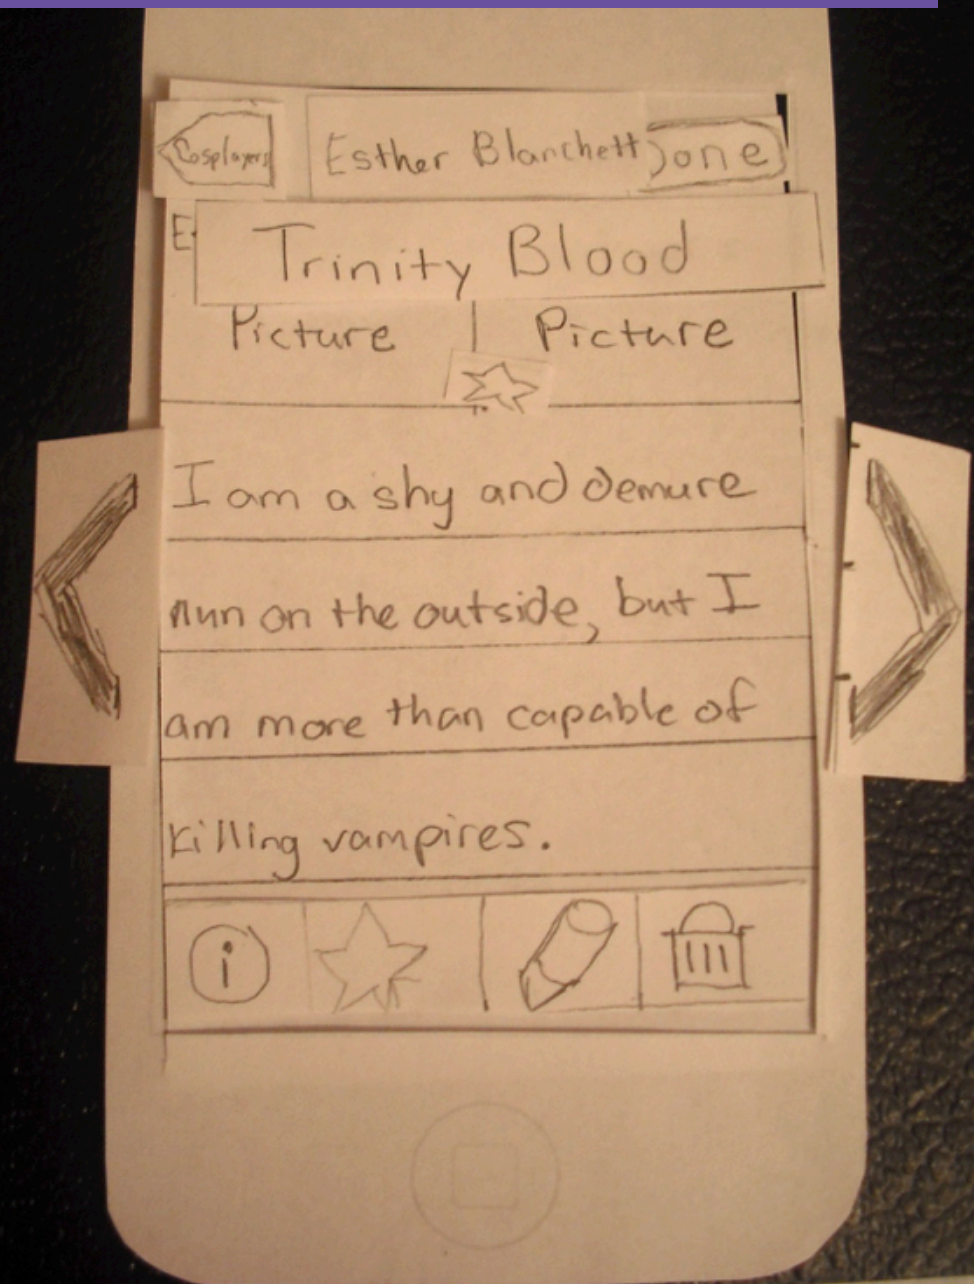 Cosplayers
Esther Blanchett
one
E
Trinity Blood
Picture | Picture
I am a shy and demure
nun on the outside, but I
am more than capable of
killing vampires.
i